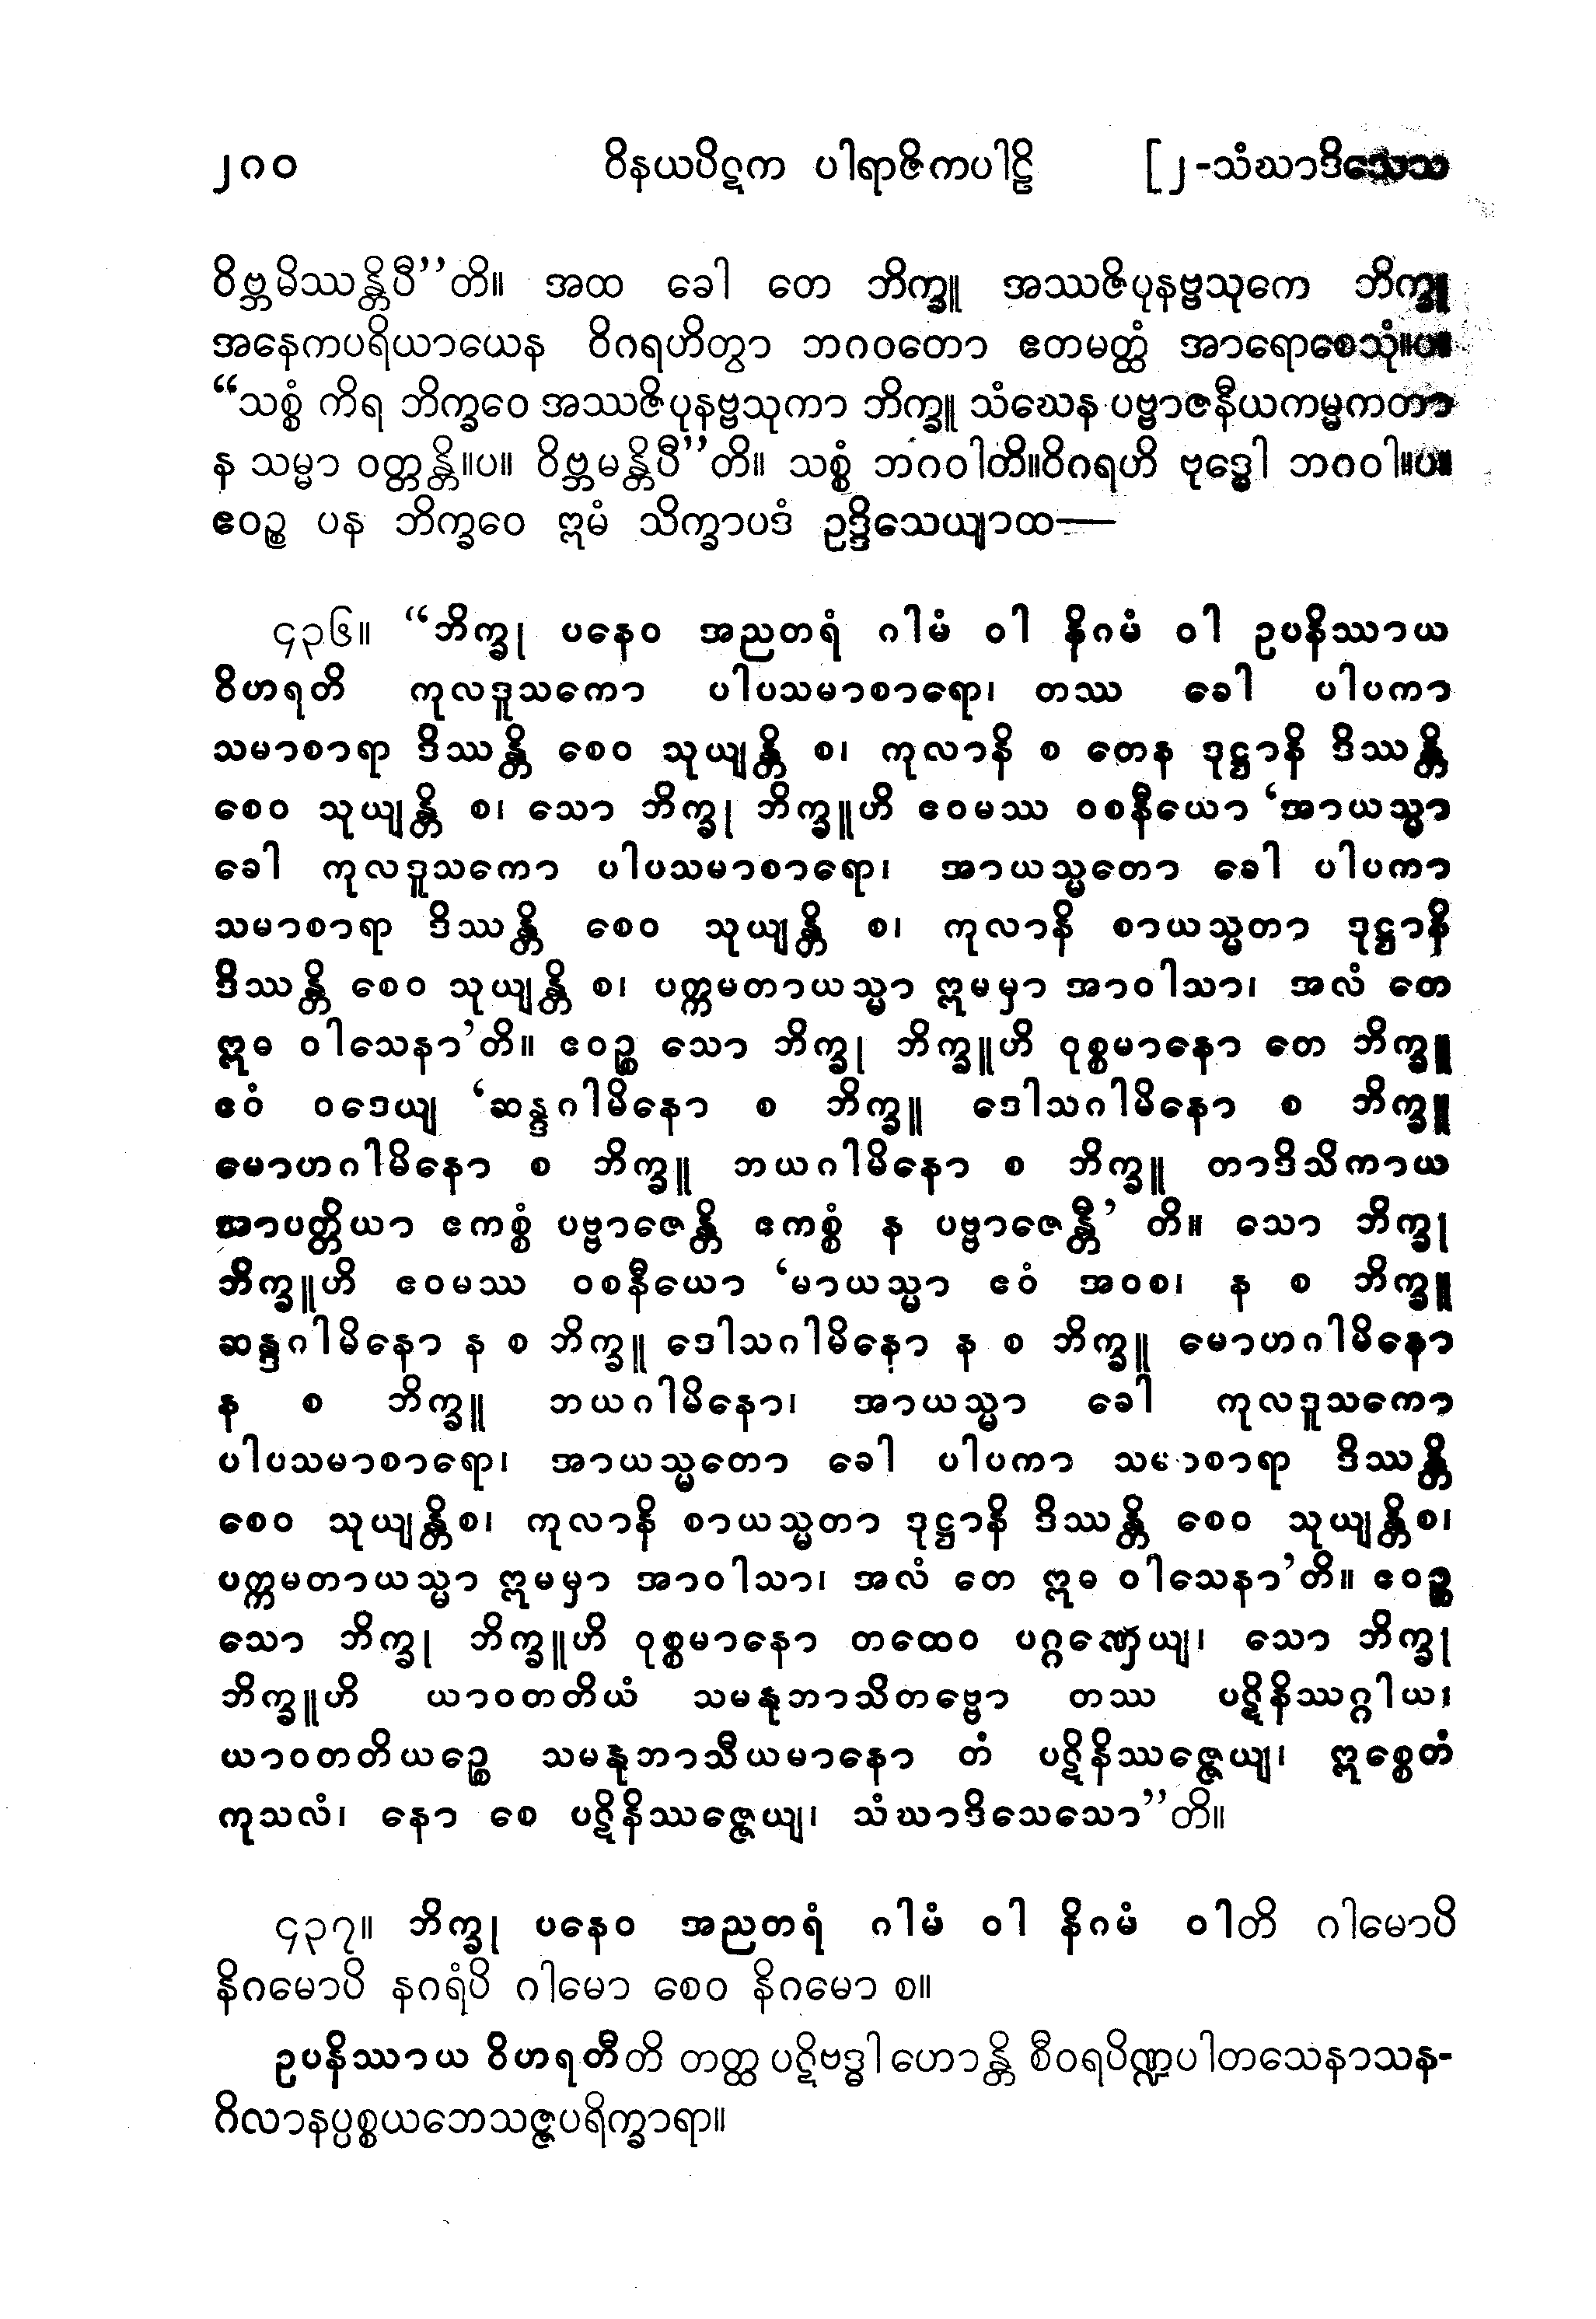 ၂၈၀ ဝိနယပိဋက ပါရာဇိကပါဠိ [၂-သံဃာဒိသေသ
ဝိဗ္ဘမိဿန္တိပီ’’တိ။ အထ ခေါ တေ ဘိက္ခူ အဿဇိပုနဗ္ဗသုကေ ဘိက္ခူ
အနေကပရိယာယေန ဝိဂရဟိတွာ ဘဂဝတော ဧတမတ္ထံ အာရောစေသုံ။ပ။
“သစ္စံ ကိရ ဘိက္ခဝေ အဿဇိပုနဗ္ဗသုကာ ဘိက္ခူ သံဃေန ပဗ္ဗာဇနီယကမ္မကတာ
န သမ္မာ ဝတ္တန္တိ။ပ။ ဝိဗ္ဘမန္တိပီ’’တိ။ သစ္စံ ဘဂဝါတိ။ဝိဂရဟိ ဗုဒ္ဓေါ ဘဂဝါ။ပ။
ဧဝဉ္စ ပန ဘိက္ခဝေ ဣမံ သိက္ခာပဒံ ဥဒ္ဒိသေယျာထ—
၄၃၆။ “ဘိက္ခု ပနေဝ အညတရံ ဂါမံ ဝါ နိဂမံ ဝါ ဥပနိဿာယ
ဝိဟရတိ ကုလဒူသကော ပါပသမာစာရော၊ တဿ ခေါ ပါပကာ
သမာစာရာ ဒိဿန္တိ စေဝ သုယျန္တိ စ၊ ကုလာနိ စ တေန ဒုဋ္ဌာနိ ဒိဿန္တိ
စေဝ သုယျန္တိ စ၊ သော ဘိက္ခု ဘိက္ခူဟိ ဧဝမဿ ဝစနီယော ‘အာယသ္မာ
ခေါ ကုလဒူသကော ပါပသမာစာရော၊ အာယသ္မတော ခေါ ပါပကာ
သမာစာရာ ဒိဿန္တိ စေဝ သုယျန္တိ စ၊ ကုလာနိ စာယသ္မတာ ဒုဋ္ဌာနိ
ဒိဿန္တိ စေဝ သုယျန္တိ စ၊ ပက္ကမတာယသ္မာ ဣမမှာ အာဝါသာ၊ အလံ တေ
ဣဓ ဝါသေနာ’တိ။ ဧဝဉ္စ သော ဘိက္ခု ဘိက္ခူဟိ ဝုစ္စမာနော တေ ဘိက္ခူ
ဧဝံ ဝဒေယျ ‘ဆန္ဒဂါမိနော စ ဘိက္ခူ ဒေါသဂါမိနော စ ဘိက္ခူ
မောဟဂါမိနော စ ဘိက္ခူ ဘယဂါမိနော စ ဘိက္ခူ တာဒိသိကာယ
အာပတ္တိယာ ဧကစ္စံ ပဗ္ဗာဇေန္တိ ဧကစ္စံ န ပဗ္ဗာဇေန္တီ’ တိ။ သော ဘိက္ခု
ဘိက္ခူဟိ ဧဝမဿ ဝစနီယော ‘မာယသ္မာ ဧဝံ အဝစ၊ န စ ဘိက္ခူ
ဆန္ဒဂါမိနော န စ ဘိက္ခူ ဒေါသဂါမိနော န စ ဘိက္ခူ မောဟဂါမိနော
န စ ဘိက္ခူ ဘယဂါမိနော၊ အာယသ္မာ ခေါ ကုလဒူသကော
ပါပသမာစာရော၊ အာယသ္မတော ခေါ ပါပကာ သမာစာရာ ဒိဿန္တိ
စေဝ သုယျန္တိစ၊ ကုလာနိ စာယသ္မတာ ဒုဋ္ဌာနိ ဒိဿန္တိ စေဝ သုယျန္တိစ၊
ပက္ကမတာယသ္မာ ဣမမှာ အာဝါသာ၊ အလံ တေ ဣဓ ဝါသေနာ’တိ။ ဧဝဉ္စ
သော ဘိက္ခု ဘိက္ခူဟိ ဝုစ္စမာနော တထေဝ ပဂ္ဂဏှေယျ၊ သော ဘိက္ခု
ဘိက္ခူဟိ ယာဝတတိယံ သမနုဘာသိတဗ္ဗော တဿ ပဋိနိဿဂ္ဂါယ၊
ယာဝတတိယဉ္စေ သမနုဘာသီယမာနော တံ ပဋိနိဿဇ္ဇေယျ၊ ဣစ္စေတံ
ကုသလံ၊ နော စေ ပဋိနိဿဇ္ဇေယျ၊ သံဃာဒိသေသော’’တိ။
၄၃၇။ ဘိက္ခု ပနေဝ အညတရံ ဂါမံ ဝါ နိဂမံ ဝါတိ ဂါမောပိ
နိဂမောပိ နဂရံပိ ဂါမော စေဝ နိဂမော စ။
ဥပနိဿာယ ဝိဟရတီတိ တတ္ထ ပဋိဗဒ္ဓါ ဟောန္တိ စီဝရပိဏ္ဍပါတသေနာသန-
ဂိလာနပ္ပစ္စယဘေသဇ္ဇပရိက္ခာရာ။